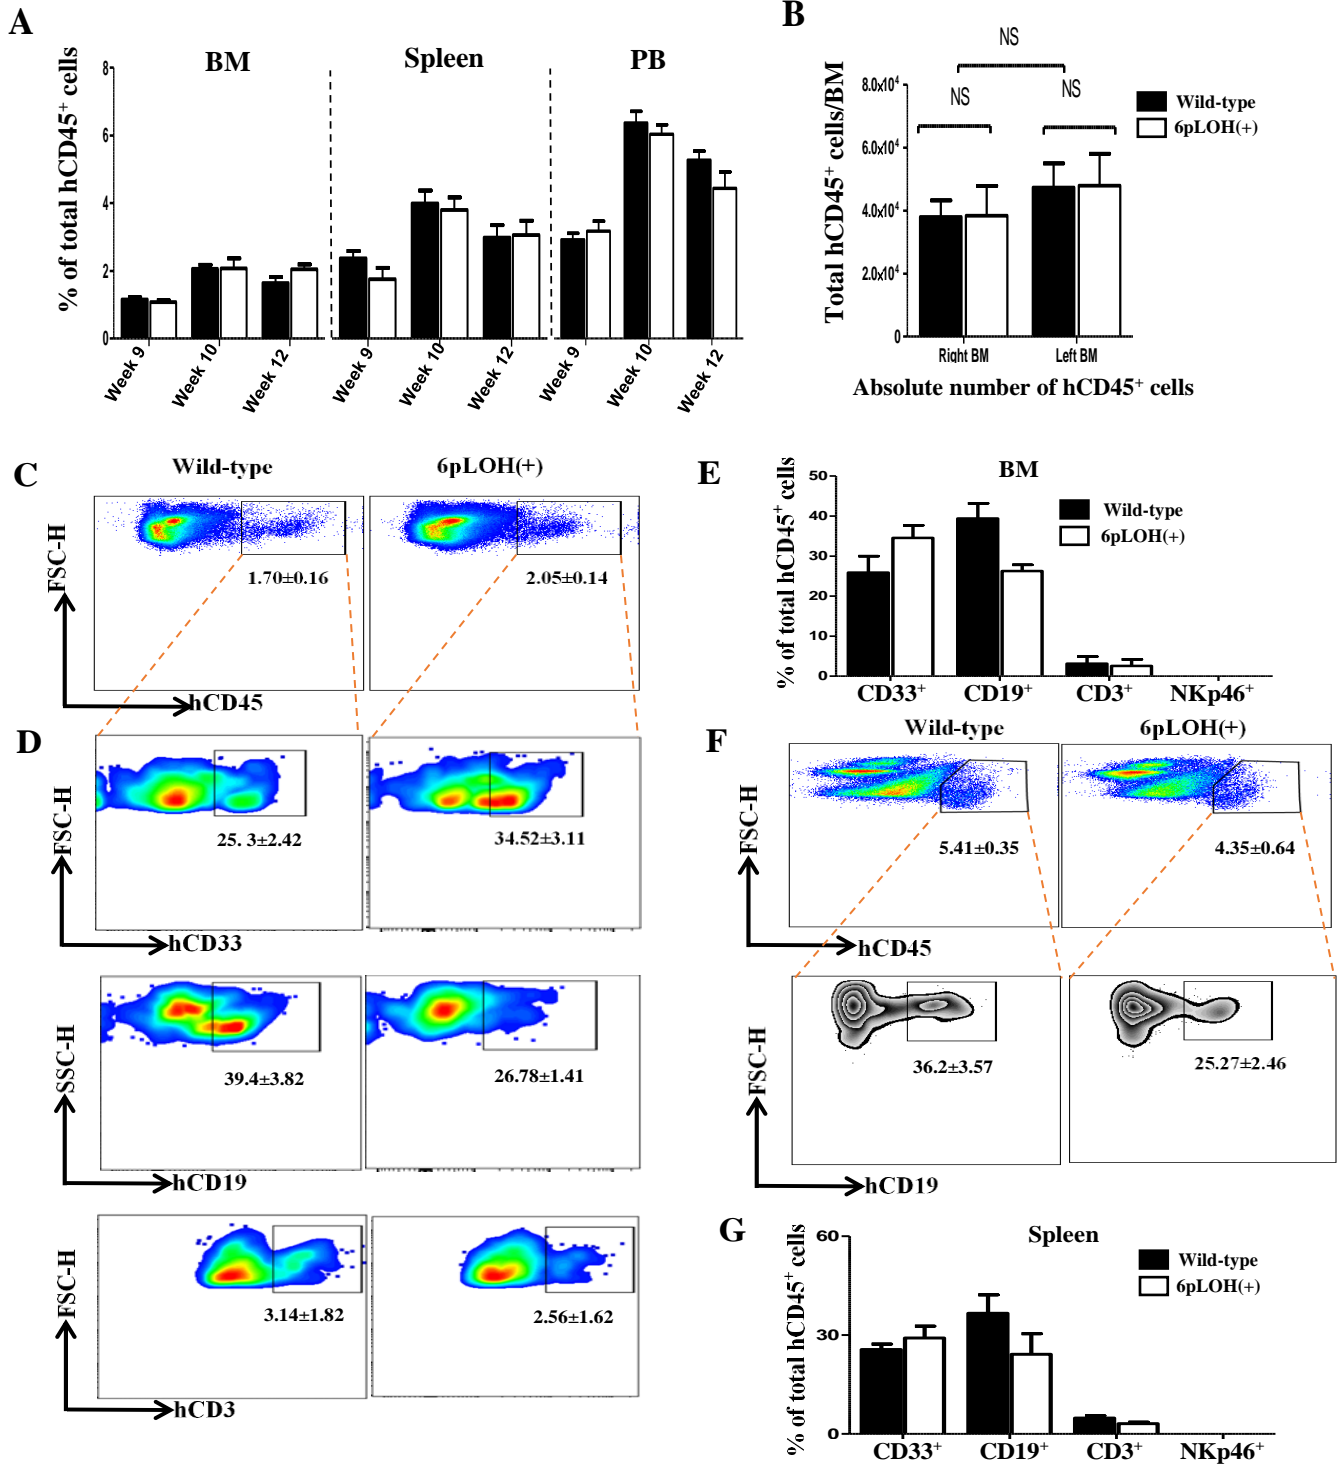 A
BM
Spleen
PB
% of total hCD45⁺ cells
8
6
4
2
0
Week 9
Week 10
Week 12
Week 9
Week 10
Week 12
Week 9
Week 10
Week 12
B
NS
NS
NS
Wild-type
6pLOH(+)
Total hCD45⁺ cells/BM
8.0x10⁴
6.0x10⁴
4.0x10⁴
2.0x10⁴
0
Right BM
Left BM
Absolute number of hCD45⁺ cells
C
Wild-type
6pLOH(+)
FSC-H
1.70±0.16
2.05±0.14
hCD45
D
FSC-H
25. 3±2.42
34.52±3.11
hCD33
SSC-H
39.4±3.82
26.78±1.41
hCD19
FSC-H
3.14±1.82
2.56±1.62
hCD3
E
BM
% of total hCD45⁺ cells
50
40
30
20
10
0
Wild-type
6pLOH(+)
CD33⁺
CD19⁺
CD3⁺
NKp46⁺
F
Wild-type
6pLOH(+)
FSC-H
5.41±0.35
4.35±0.64
hCD45
FSC-H
36.2±3.57
25.27±2.46
hCD19
G
Spleen
% of total hCD45⁺ cells
60
30
0
Wild-type
6pLOH(+)
CD33⁺
CD19⁺
CD3⁺
NKp46⁺